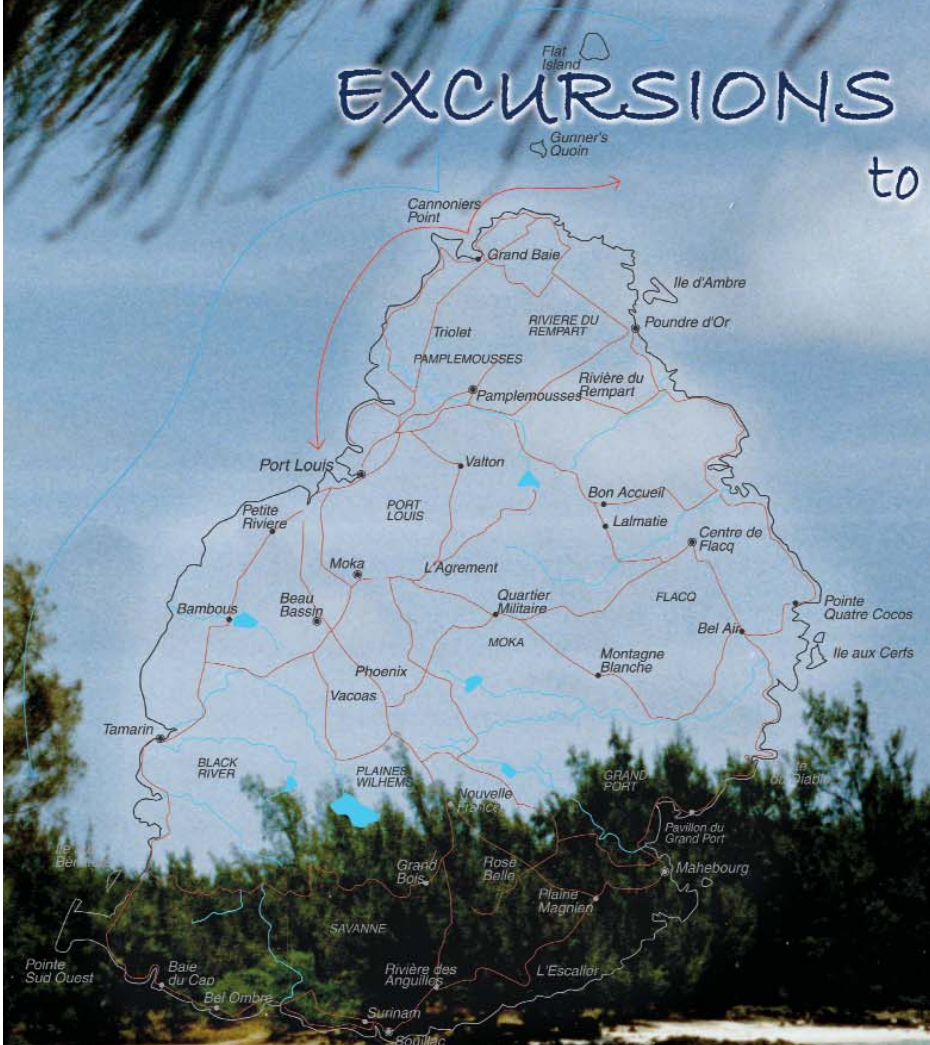 Flat
Island
EXCURSIONS
Gunner's
Quoin
to
Cannoniers
Point
Grand Baie
Ile d'Ambre
RIVIERE DU
REMPART
Poundre d'Or
Triolet
PAMPLEMOUSSES
Rivière du
Rempart
Pamplemousses
Port Louis
Valton
Bon Accueil
PORT
LOUIS
Petite
Riviere
Lalmatie
Centre de
Flacq
Moka
L'Agrement
Beau
Bassin
Quartier
Militaire
FLACQ
Pointe
Quatre Cocos
Bambous
Bel Air
MOKA
Ile aux Cerfs
Montagne
Blanche
Phoenix
Vacoas
Tamarin
BLACK
RIVER
PLAINES
WILHEMS
GRAND
PORT
du Diable
Nouvelle
France
Pavillon du
Grand Port
Grand
Bois
Rose
Belle
Mahebourg
Plaine
Magnien
SAVANNE
Pointe
Sud Ouest
Baie
du Cap
Rivière des
Anguilles
L'Escalier
Bel Ombre
Surinam
Souillac